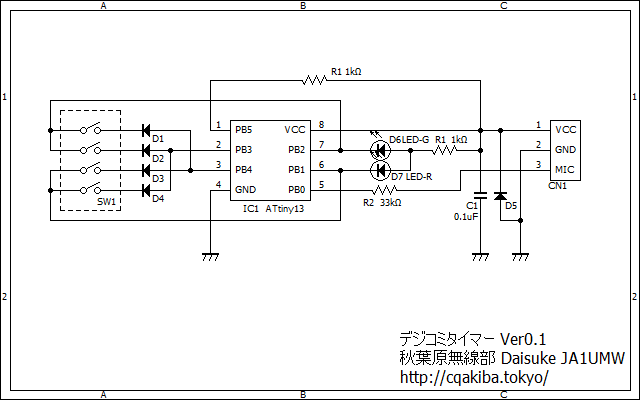 A B C
R1 1kΩ
1 1
1 PB5 VCC 8 D6LED-G R1 1kΩ 1 VCC
D1
2 PB3 PB2 7 2 GND
D2
3 PB4 PB1 6 3 MIC
D3 D7 LED-R
4 GND PB0 5 CN1
D4
SW1 IC1 ATtiny13 R2 33kΩ C1 D5
0.1uF
2 2
デジコミタイマー Ver0.1
秋葉原無線部 Daisuke JA1UMW
http://cqakiba.tokyo/
A B C